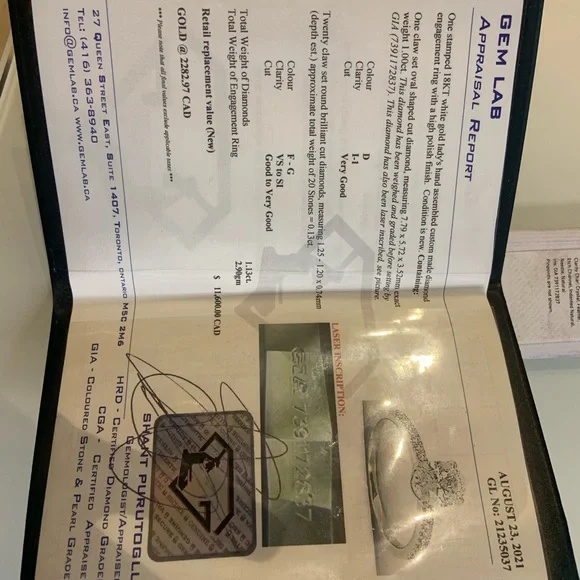 GEM LAB
APPRAISAL REPORT
AUGUST 23, 2021
GL.No: 21235037
One stamped 18KT white gold lady's hand assembled custom made diamond
engagement ring with a high polish finish. Condition is new. Containing:
One claw set oval shaped cut diamond, measuring 7.79 x 5.72 x 3.52mm exact
weight 1.00ct. This diamond has been weighed and graded before setting by
GIA (7391172637). This diamond has also been laser inscribed, see picture.
Colour D
Clarity I-1
Cut Very Good
Twenty claw set round brilliant cut diamonds, measuring 1.25 - 1.20 x 0.74mm
(depth est.) approximate total weight of 20 Stones = 0.13ct.
Colour F - G
Clarity VS to SI
Cut Good to Very Good
Total Weight of Diamonds 1.13ct.
Total Weight of Engagement Ring 2.90gm
Retail replacement value (New) $ 11,600.00 CAD
GOLD @ 2282.97 CAD
*** Please note that all final values exclude applicable taxes ***
LASER INSCRIPTION:
SHANT PURUTOGLU
GEMMOLOGIST/APPRAISE
HRD - CERTIFIED DIAMOND GRADE
CGA - CERTIFIED APPRAISE
GIA - COLOURED STONE & PEARL GRADE
27 QUEEN STREET EAST, SUITE 1407, TORONTO, ONTARIO M5C 2M6
TEL: (416) 363-8940
INFO@GEMLAB.CA WWW.GEMLAB.CA